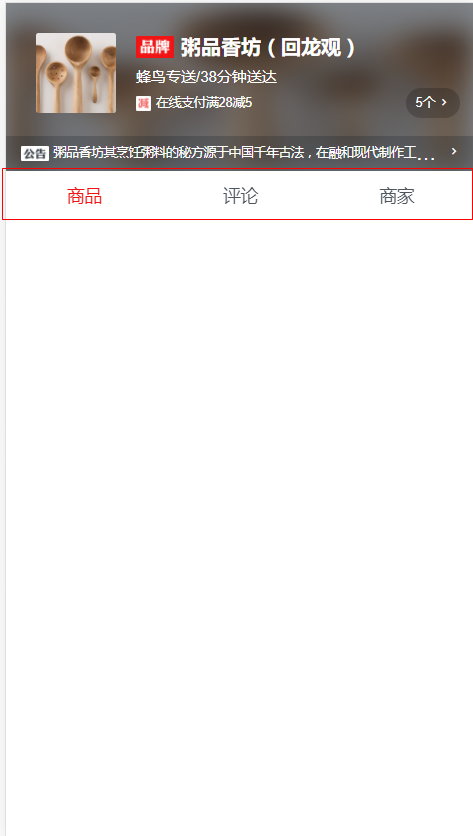 品牌 粥品香坊（回龙观）
蜂鸟专送/38分钟送达
减 在线支付满28减5
5个 >
公告 粥品香坊其烹饪粥料的秘方源于中国千年古法，在融和现代制作工... >
商品 评论 商家